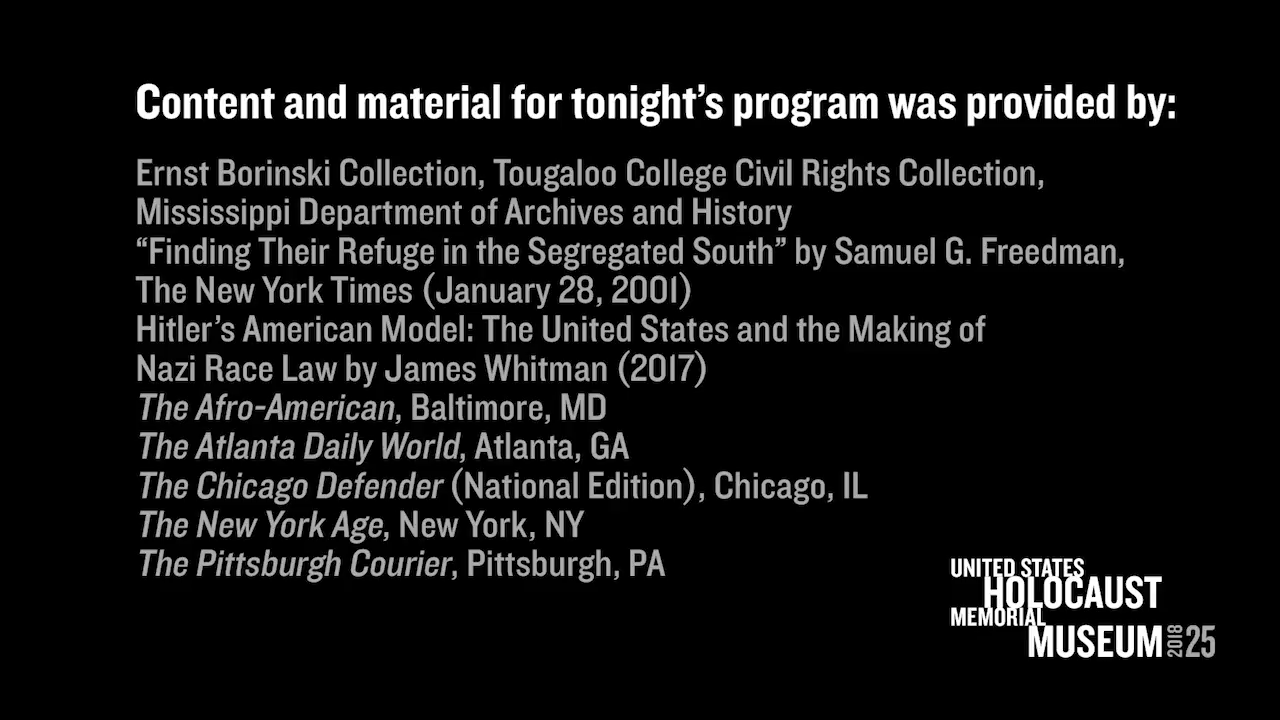 Content and material for tonight’s program was provided by:
Ernst Borinski Collection, Tougaloo College Civil Rights Collection,
Mississippi Department of Archives and History
“Finding Their Refuge in the Segregated South” by Samuel G. Freedman,
The New York Times (January 28, 2001)
Hitler’s American Model: The United States and the Making of
Nazi Race Law by James Whitman (2017)
The Afro-American, Baltimore, MD
The Atlanta Daily World, Atlanta, GA
The Chicago Defender (National Edition), Chicago, IL
The New York Age, New York, NY
The Pittsburgh Courier, Pittsburgh, PA
UNITED STATES
HOLOCAUST
MEMORIAL
MUSEUM 2018 25